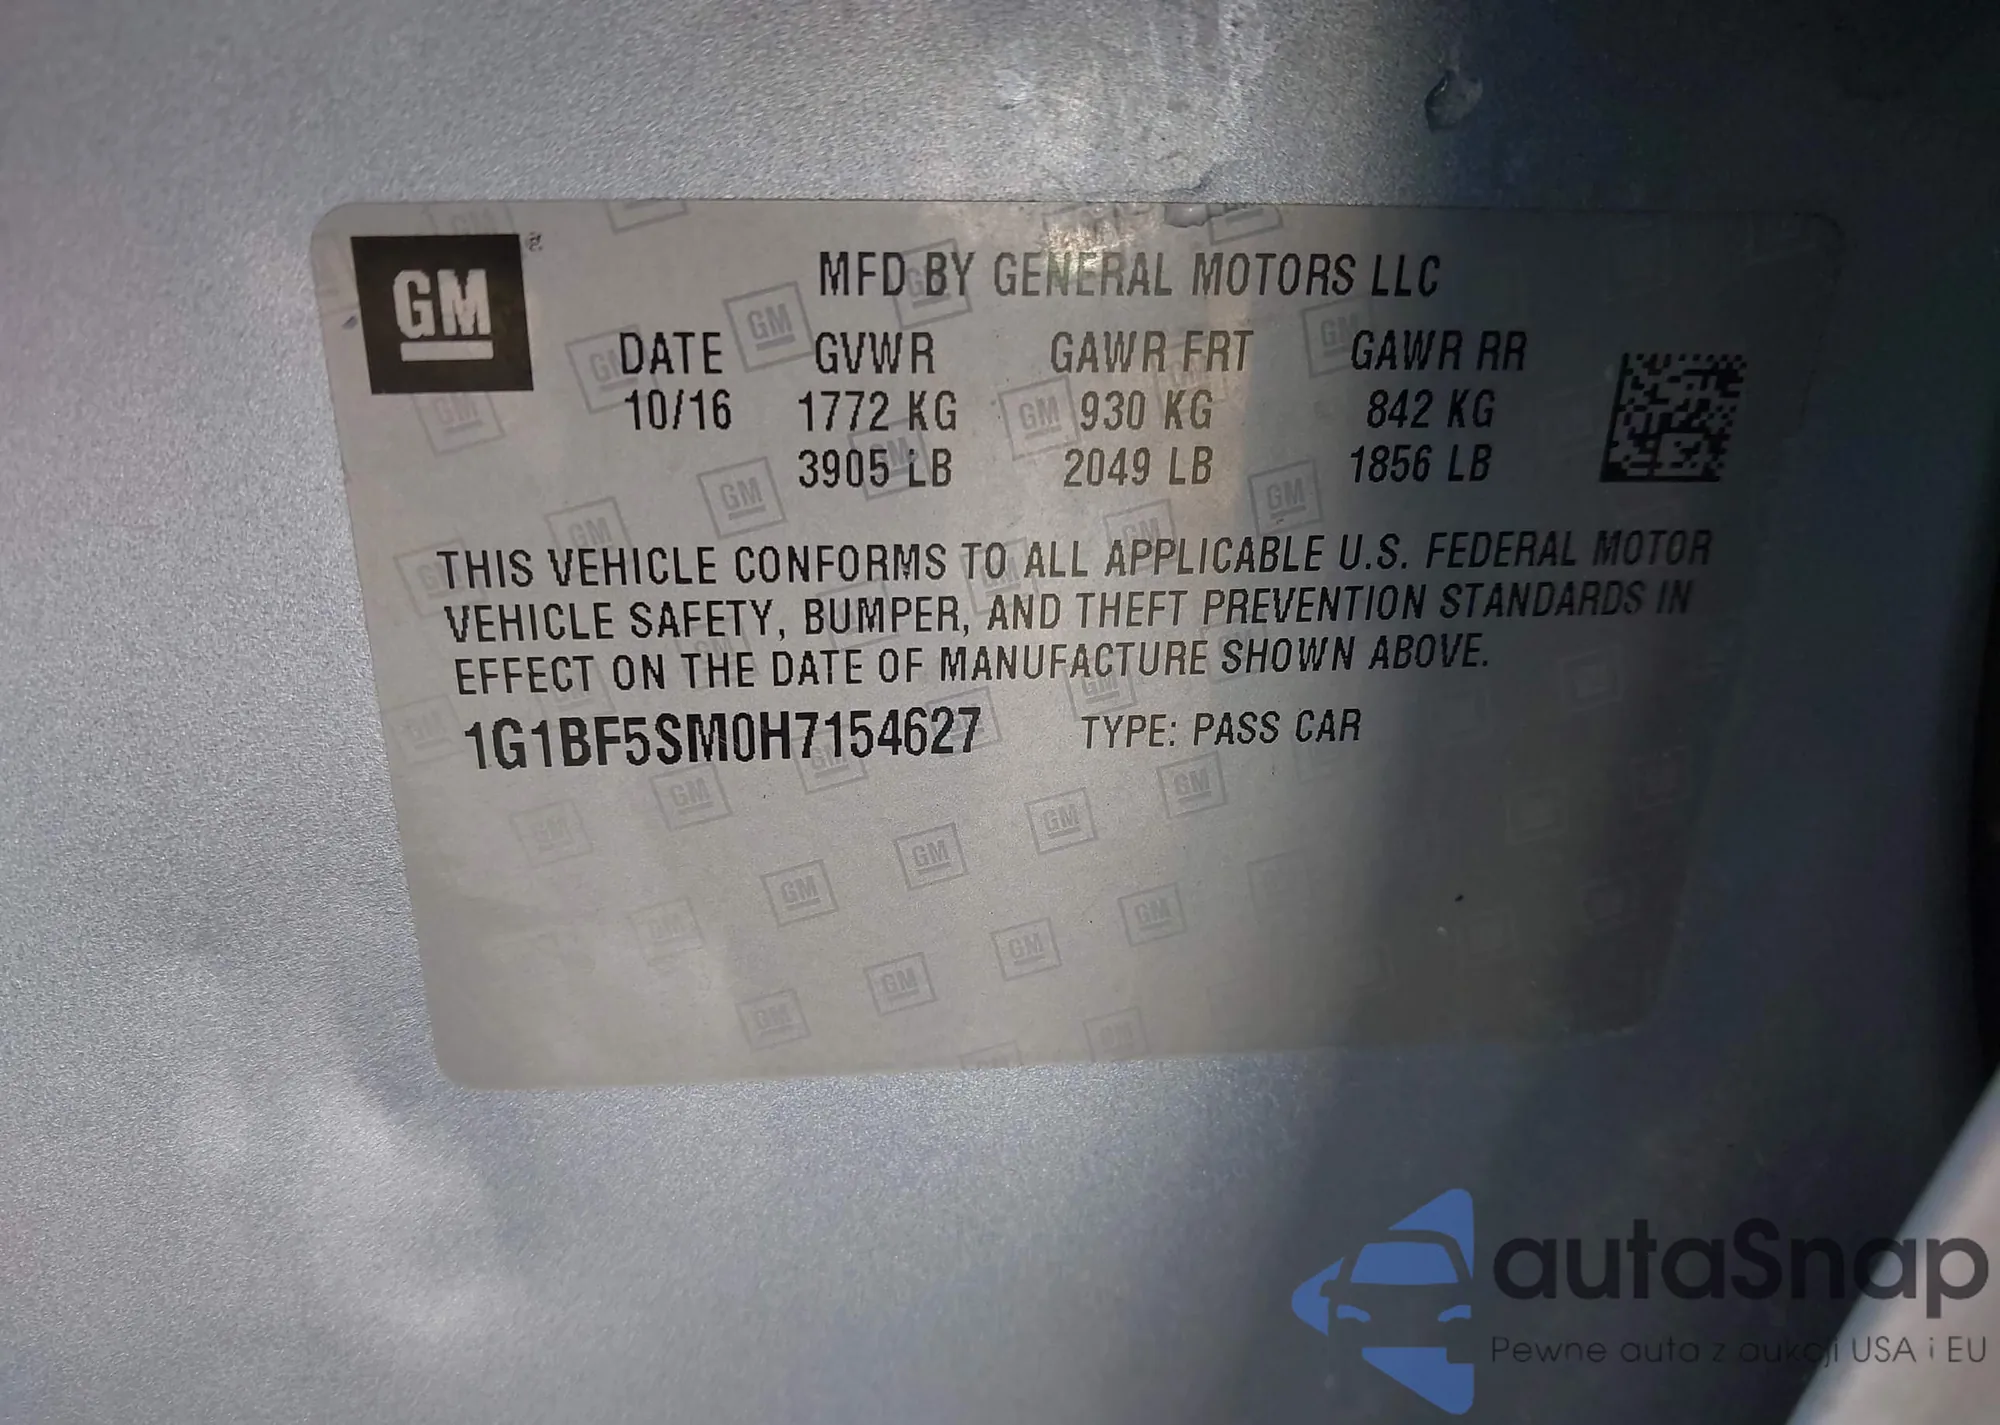 GM ®
MFD BY GENERAL MOTORS LLC
DATE GVWR GAWR FRT GAWR RR
10/16 1772 KG 930 KG 842 KG
3905 LB 2049 LB 1856 LB
THIS VEHICLE CONFORMS TO ALL APPLICABLE U.S. FEDERAL MOTOR
VEHICLE SAFETY, BUMPER, AND THEFT PREVENTION STANDARDS IN
EFFECT ON THE DATE OF MANUFACTURE SHOWN ABOVE.
1G1BF5SM0H7154627 TYPE: PASS CAR
autaSnap
Pewne auta z aukcji USA i EU